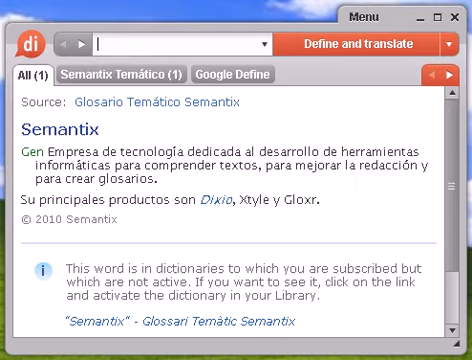 Menu
di
Define and translate
All (1)
Semantix Temático (1)
Google Define
Source: Glosario Temático Semantix
Semantix
Gen Empresa de tecnología dedicada al desarrollo de herramientas
informáticas para comprender textos, para mejorar la redacción y
para crear glosarios.
Su principales productos son Dixio, Xtyle y Gloxr.
© 2010 Semantix
i
This word is in dictionaries to which you are subscribed but
which are not active. If you want to see it, click on the link
and activate the dictionary in your Library.
"Semantix" - Glossari Temàtic Semantix